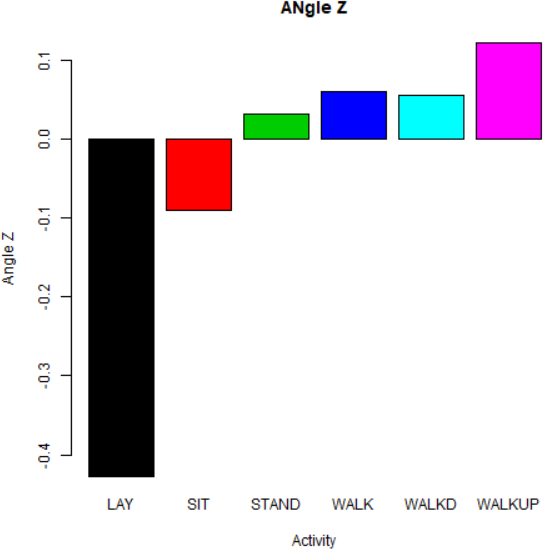 ANgle Z
0.1
0.0
-0.1
-0.2
-0.3
-0.4
Angle Z
LAY SIT STAND WALK WALKD WALKUP
Activity